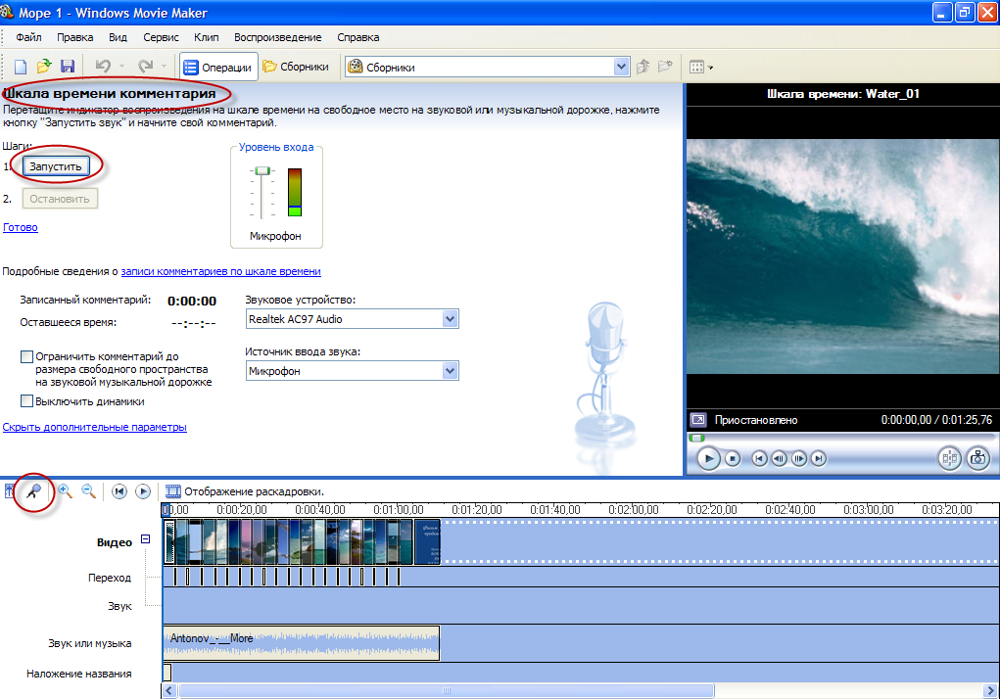 Море 1 - Windows Movie Maker
Файл Правка Вид Сервис Клип Воспроизведение Справка
Операции Сборники Сборники
Шкала времени комментария
Перетащите индикатор воспроизведения на шкале времени на свободное место на звуковой или музыкальной дорожке, нажмите
кнопку "Запустить звук" и начните свой комментарий.
Шаги:
1. Запустить
2. Остановить
Готово
Уровень входа
Микрофон
Подробные сведения о записи комментариев по шкале времени
Записанный комментарий: 0:00:00
Оставшееся время: --:--:--
Звуковое устройство:
Realtek AC97 Audio
Источник ввода звука:
Микрофон
Ограничить комментарий до
размера свободного пространства
на звуковой музыкальной дорожке
Выключить динамики
Скрыть дополнительные параметры
Шкала времени: Water_01
Приостановлено 0:00:00,00 / 0:01:25,76
Отображение раскадровки.
00,00 0:00:20,00 0:00:40,00 0:01:00,00 0:01:20,00 0:01:40,00 0:02:00,00 0:02:20,00 0:02:40,00 0:03:00,00 0:03:20,00
Видео
Переход
Звук
Звук или музыка
Antonov_-__More
Наложение названия